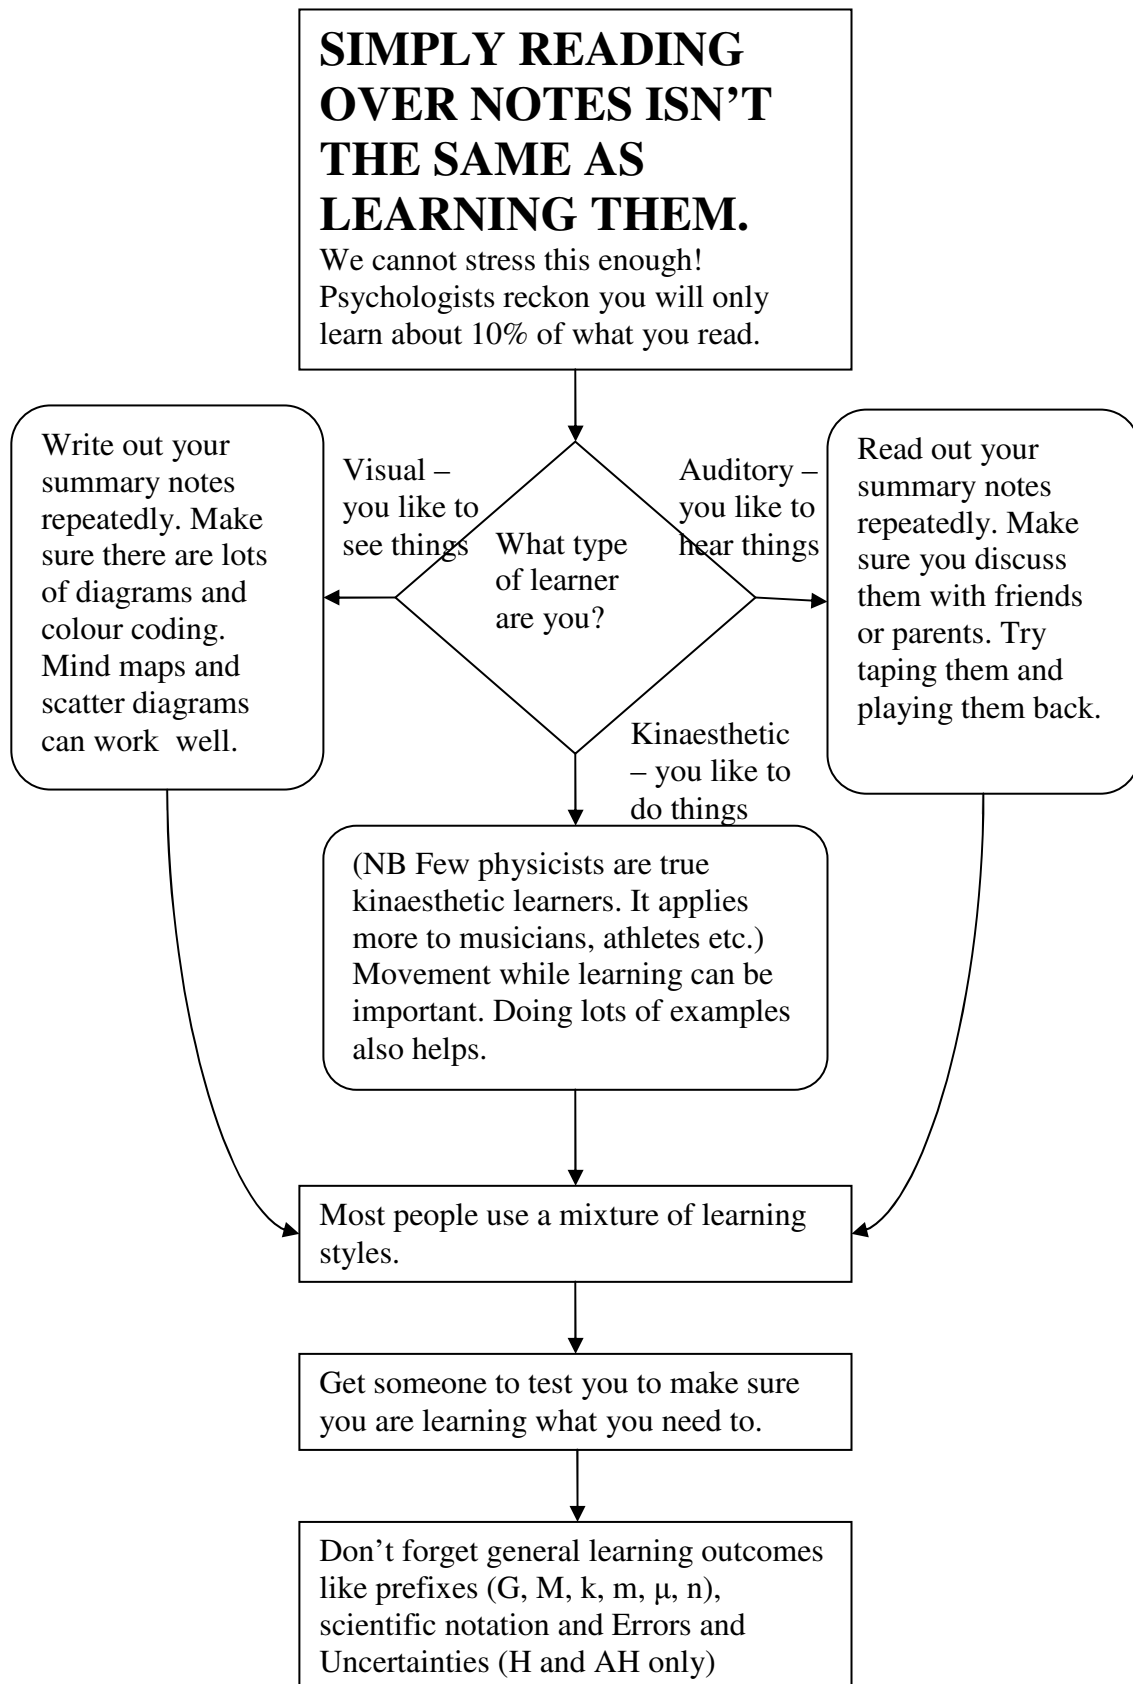 SIMPLY READING
OVER NOTES ISN’T
THE SAME AS
LEARNING THEM.
We cannot stress this enough!
Psychologists reckon you will only
learn about 10% of what you read.
Write out your
summary notes
repeatedly. Make
sure there are lots
of diagrams and
colour coding.
Mind maps and
scatter diagrams
can work  well.
Visual –
you like to
see things
What type
of learner
are you?
Auditory –
you like to
hear things
Read out your
summary notes
repeatedly. Make
sure you discuss
them with friends
or parents. Try
taping them and
playing them back.
Kinaesthetic
– you like to
do things
(NB Few physicists are true
kinaesthetic learners. It applies
more to musicians, athletes etc.)
Movement while learning can be
important. Doing lots of examples
also helps.
Most people use a mixture of learning
styles.
Get someone to test you to make sure
you are learning what you need to.
Don’t forget general learning outcomes
like prefixes (G, M, k, m, μ, n),
scientific notation and Errors and
Uncertainties (H and AH only)